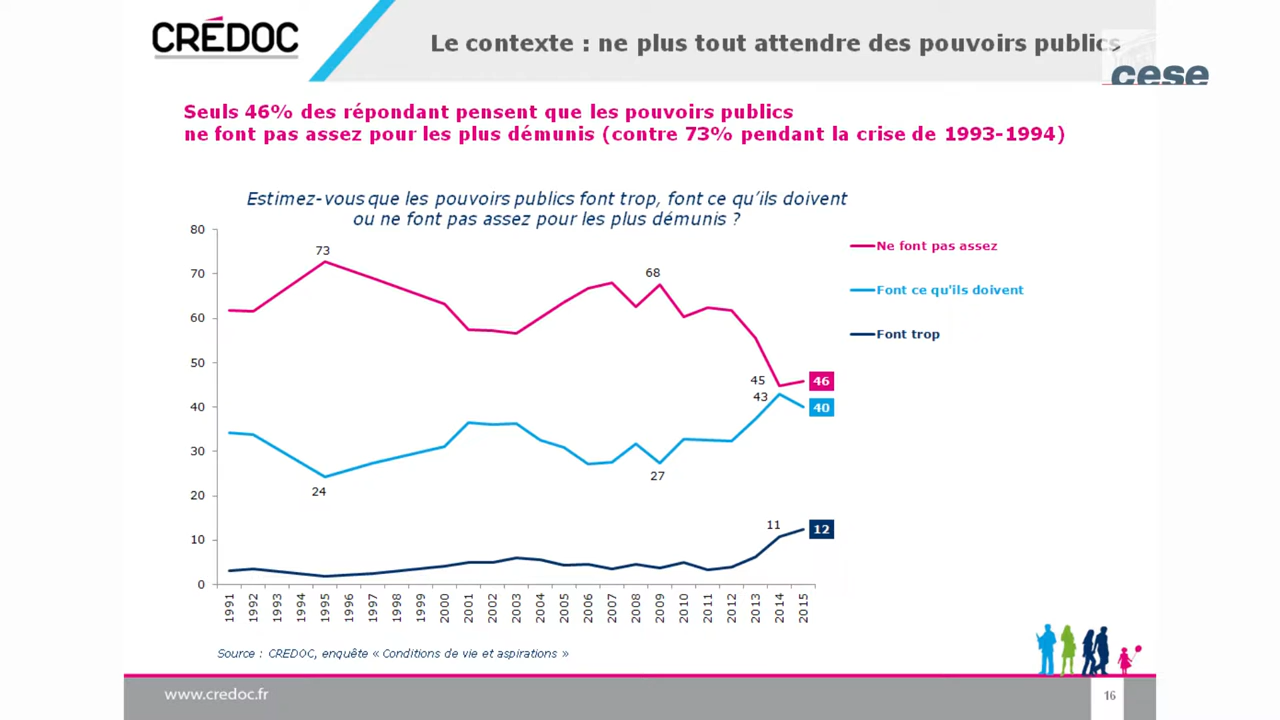 CRÉDOC
Le contexte : ne plus tout attendre des pouvoirs publics
cese
Seuls 46% des répondant pensent que les pouvoirs publics
ne font pas assez pour les plus démunis (contre 73% pendant la crise de 1993-1994)
Estimez-vous que les pouvoirs publics font trop, font ce qu'ils doivent
ou ne font pas assez pour les plus démunis ?
80
70
60
50
40
30
20
10
0
73
68
45
46
43
40
24
27
11
12
Ne font pas assez
Font ce qu'ils doivent
Font trop
1991 1992 1993 1994 1995 1996 1997 1998 1999 2000 2001 2002 2003 2004 2005 2006 2007 2008 2009 2010 2011 2012 2013 2014 2015
Source : CREDOC, enquête « Conditions de vie et aspirations »
www.credoc.fr
16